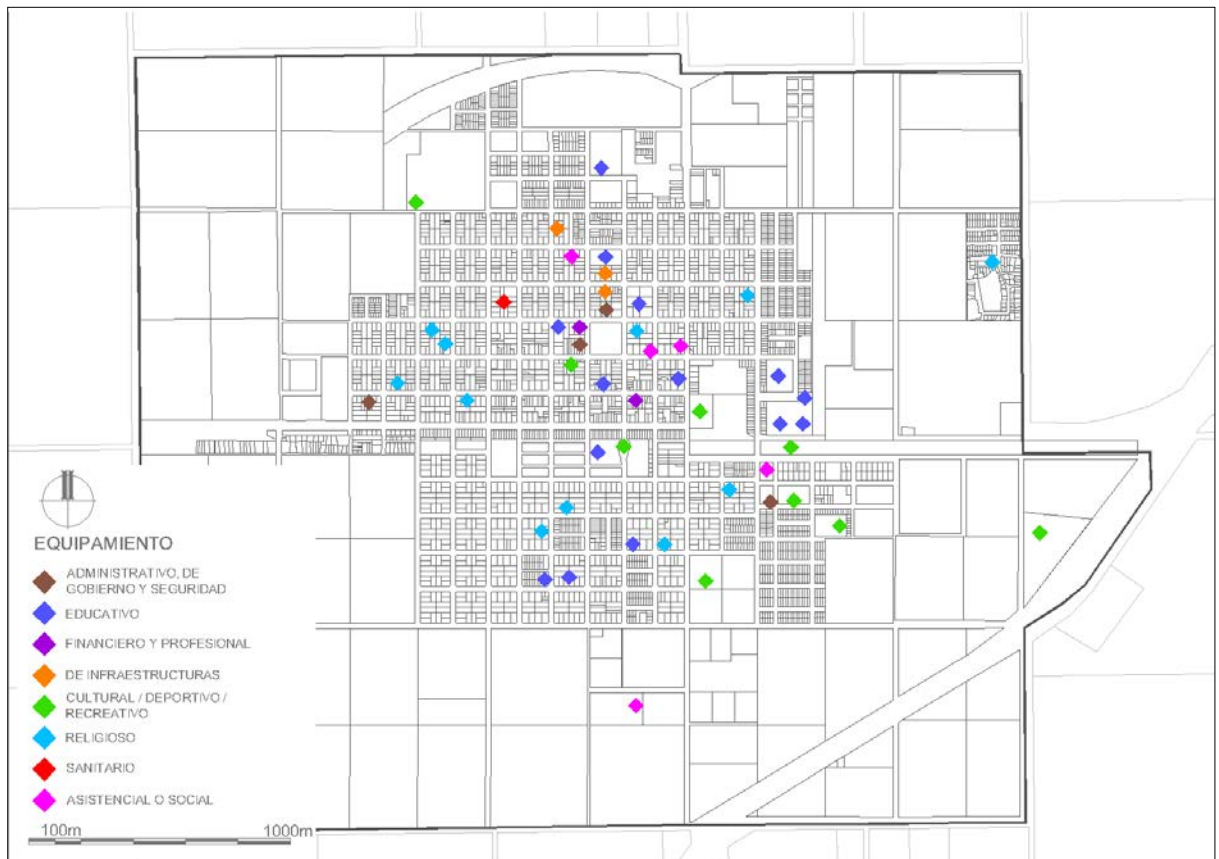 EQUIPAMIENTO
ADMINISTRATIVO, DE
GOBIERNO Y SEGURIDAD
EDUCATIVO
FINANCIERO Y PROFESIONAL
DE INFRAESTRUCTURAS
CULTURAL / DEPORTIVO /
RECREATIVO
RELIGIOSO
SANITARIO
ASISTENCIAL O SOCIAL
100m 1000m